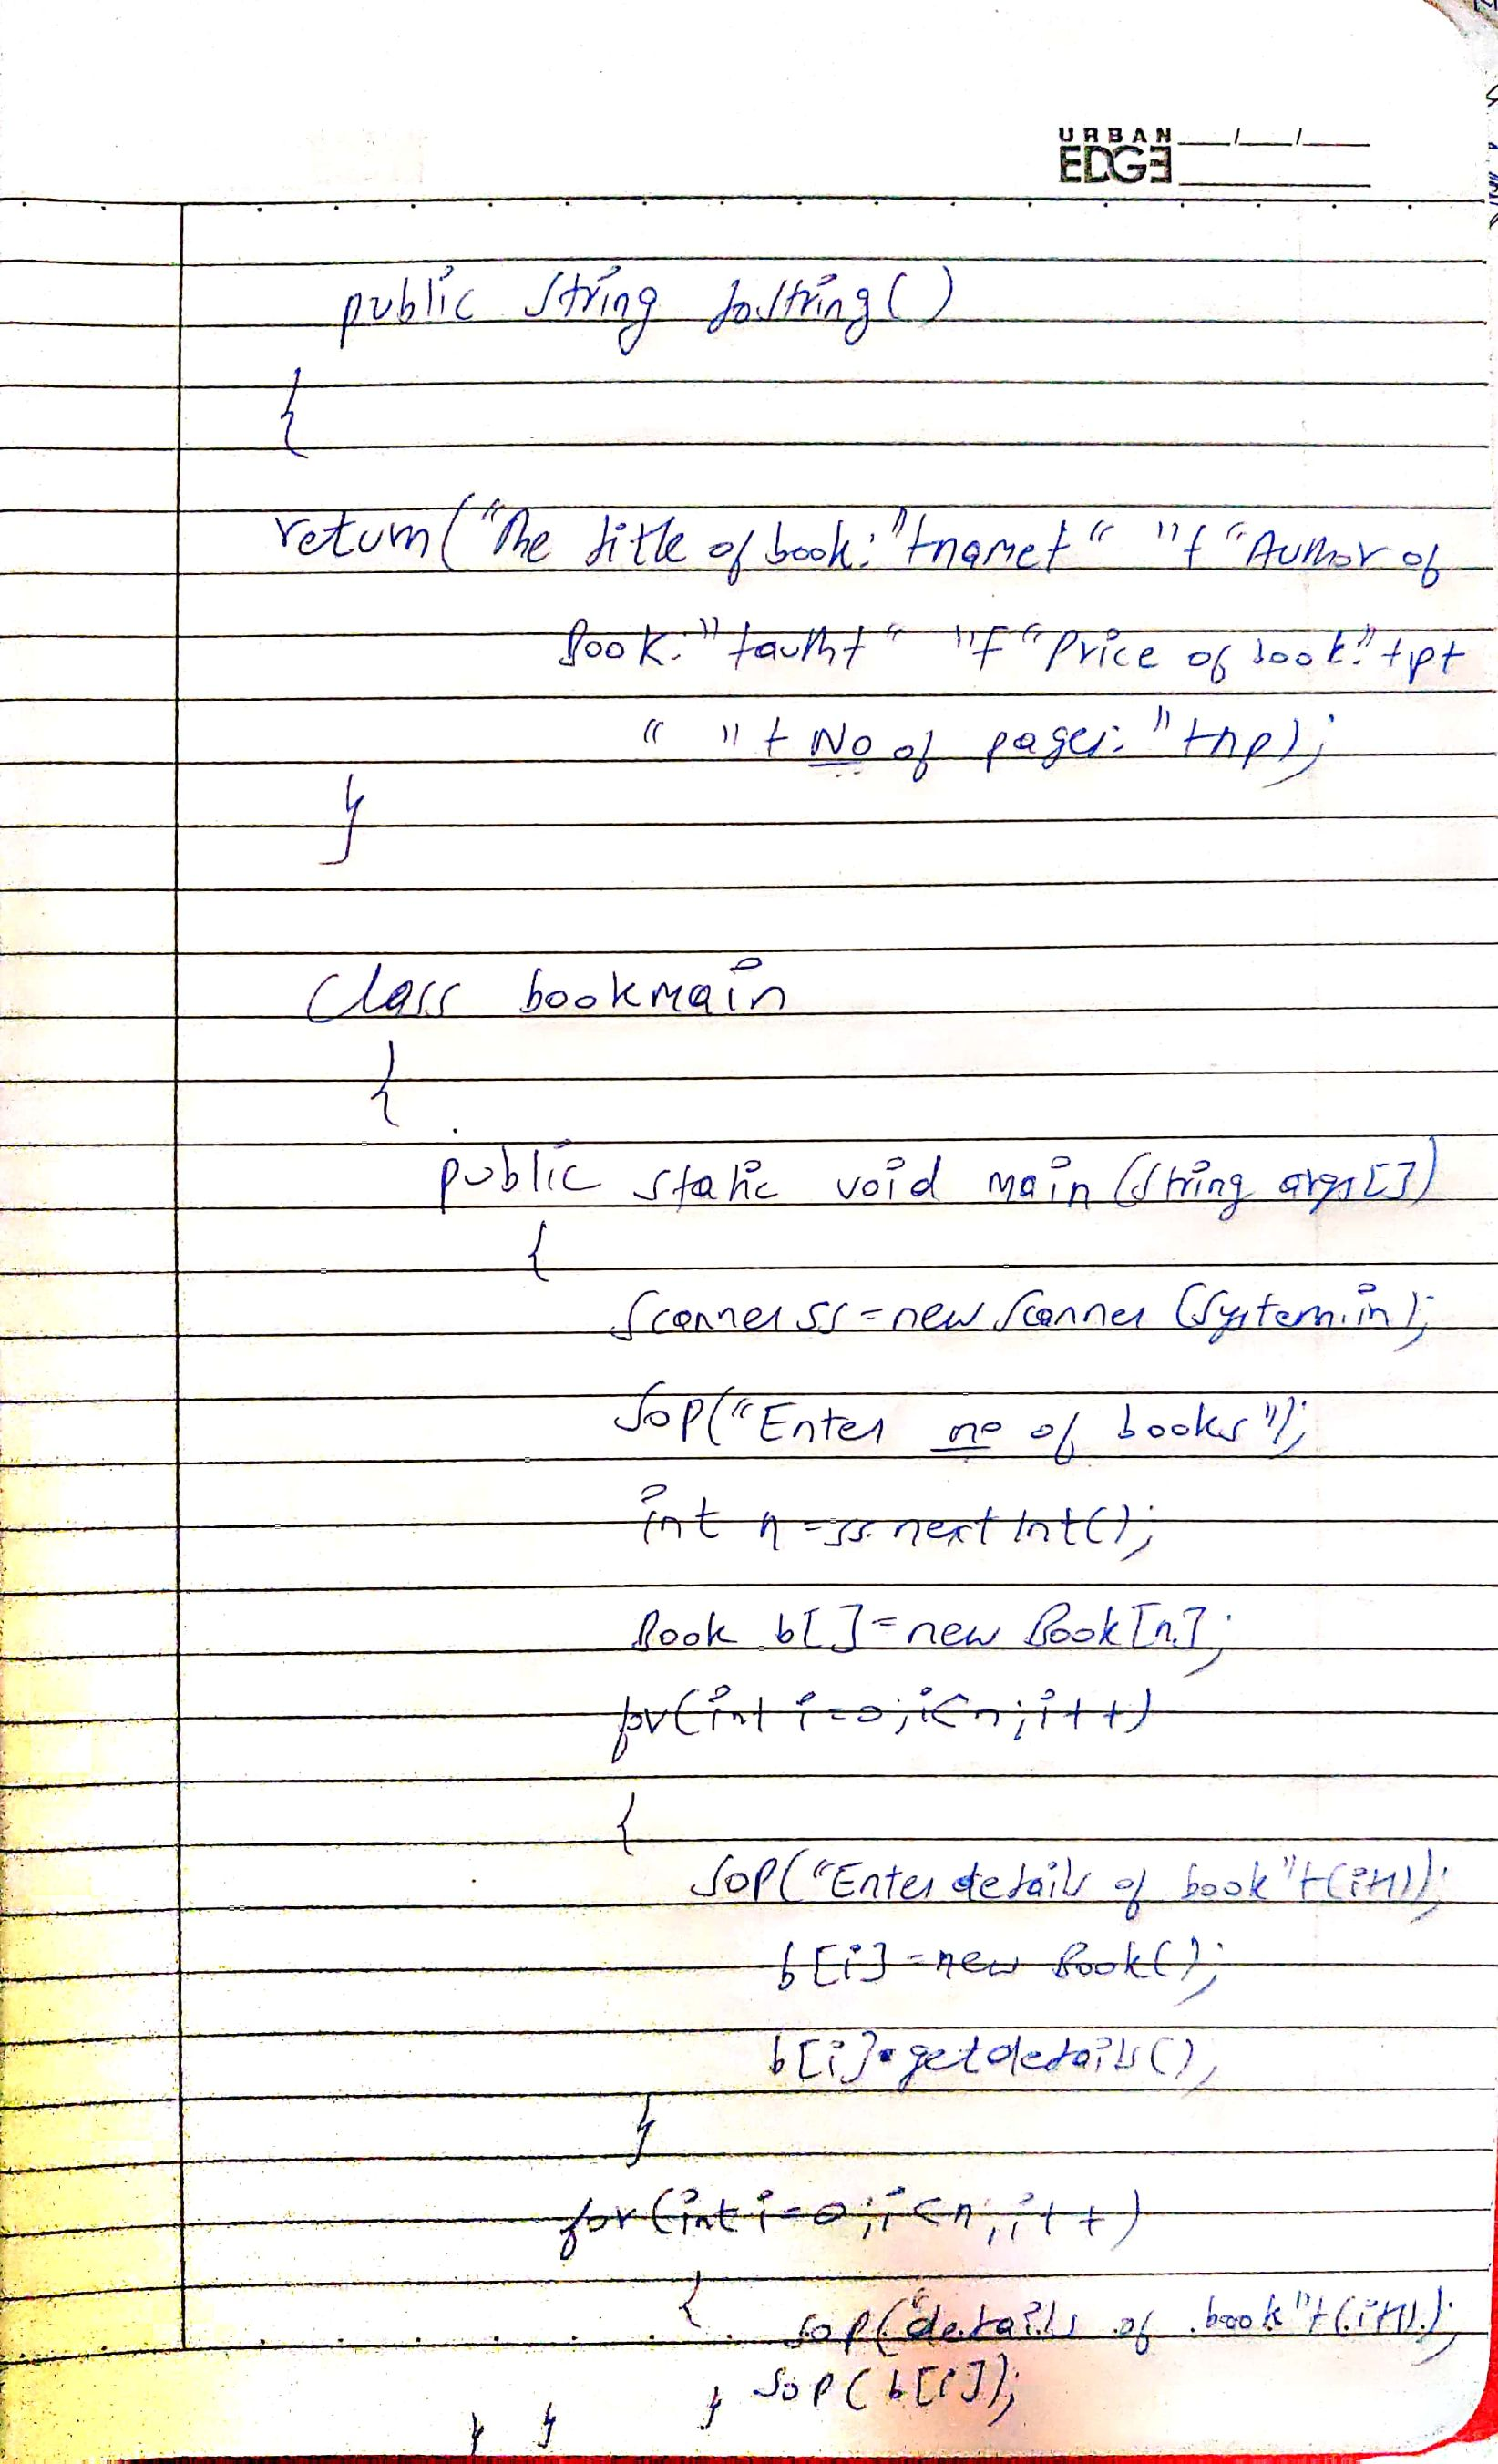 URBAN
EDGE
public String toString()
{
return("The title of book:"+name+" "+"Author of
Book:"+auth+" "+"Price of book:"+p+
" "+No of pages:"+np);
}
class bookmain
{
public static void main(String args[])
{
Scanner ss=new Scanner(System.in);
Sop("Enter no of books");
int n=ss.nextInt();
Book b[]=new Book[n];
for(int i=0;i<n;i++)
{
Sop("Enter details of book"+(i+1));
b[i]=new Book();
b[i].getdetails();
}
for(int i=0;i<n;i++)
{
Sop("details of book"+(i+1));
Sop(b[i]);
} } }